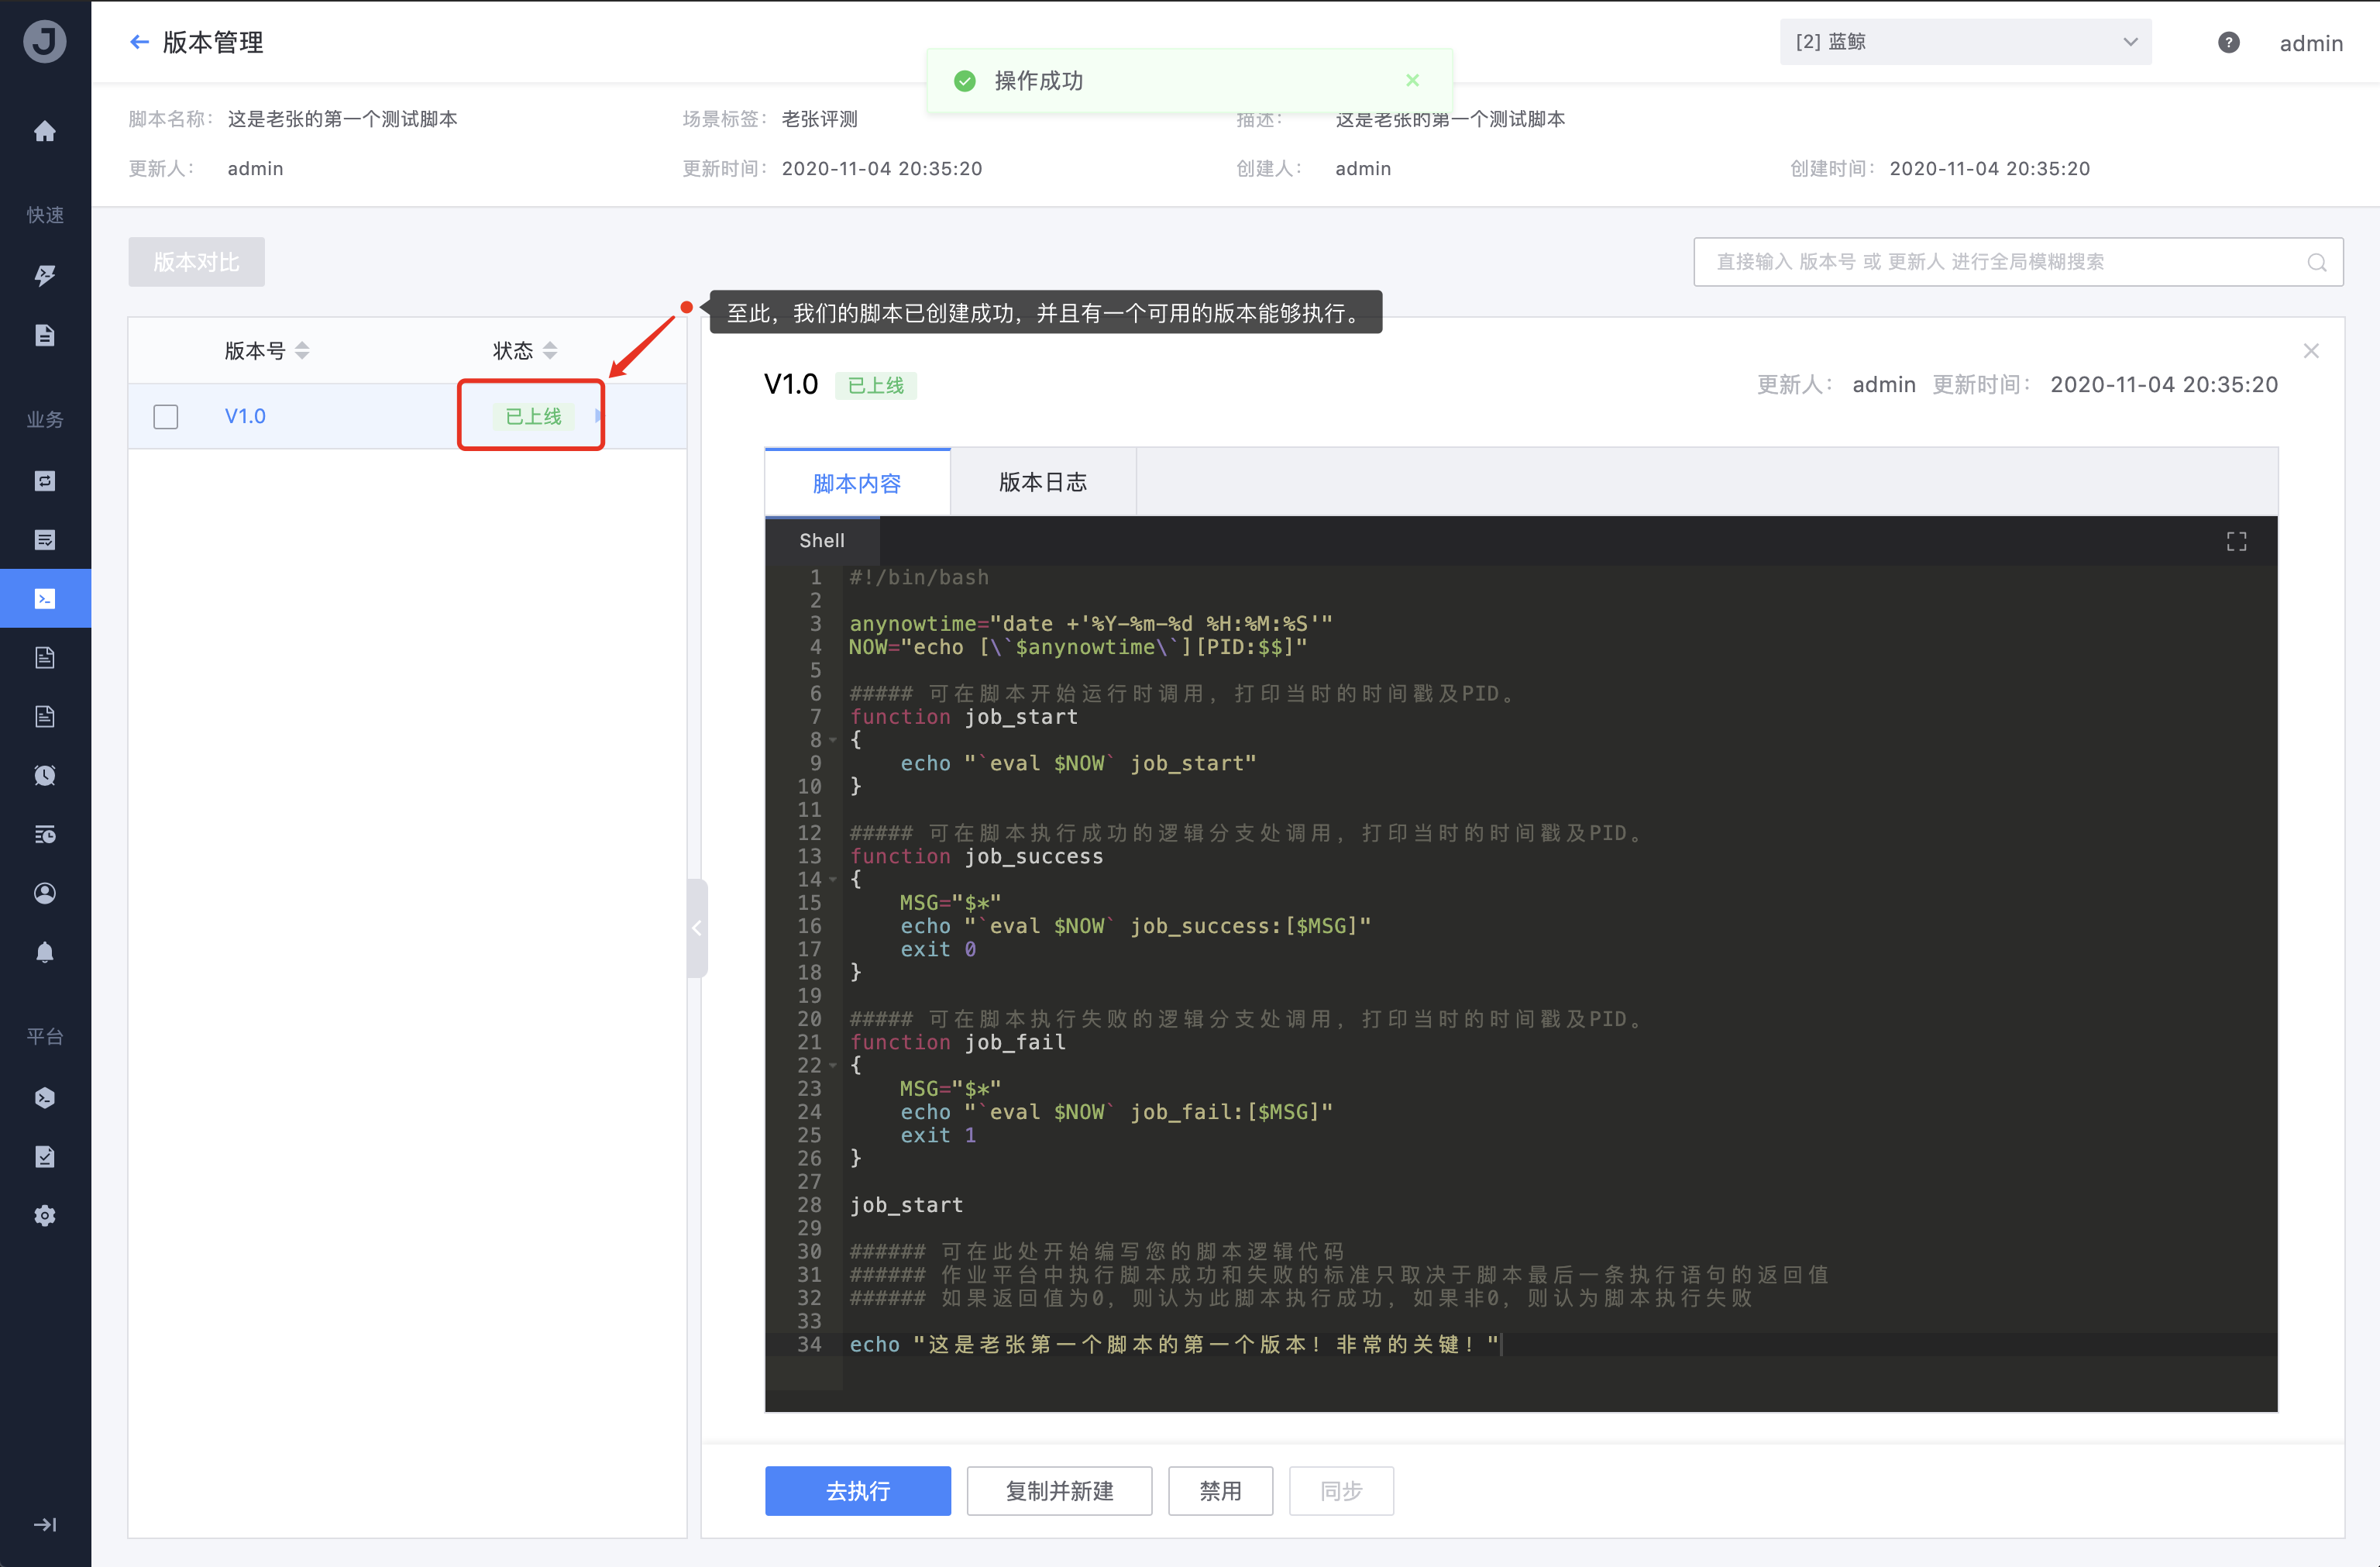 版本管理
[2] 蓝鲸
? admin
操作成功
脚本名称： 这是老张的第一个测试脚本
场景标签： 老张评测
描述： 这是老张的第一个测试脚本
更新人： admin
更新时间： 2020-11-04 20:35:20
创建人： admin
创建时间： 2020-11-04 20:35:20
快速
业务
平台
版本对比
直接输入 版本号 或 更新人 进行全局模糊搜索
至此，我们的脚本已创建成功，并且有一个可用的版本能够执行。
版本号 状态
V1.0 已上线
V1.0 已上线
更新人： admin 更新时间： 2020-11-04 20:35:20
脚本内容 版本日志
Shell
1 #!/bin/bash
2
3 anynowtime="date +'%Y-%m-%d %H:%M:%S'"
4 NOW="echo [\`$anynowtime\`][PID:$$]"
5
6 ##### 可在脚本开始运行时调用，打印当时的时间戳及PID。
7 function job_start
8 {
9     echo "`eval $NOW` job_start"
10 }
11
12 ##### 可在脚本执行成功的逻辑分支处调用，打印当时的时间戳及PID。
13 function job_success
14 {
15     MSG="$*"
16     echo "`eval $NOW` job_success:[$MSG]"
17     exit 0
18 }
19
20 ##### 可在脚本执行失败的逻辑分支处调用，打印当时的时间戳及PID。
21 function job_fail
22 {
23     MSG="$*"
24     echo "`eval $NOW` job_fail:[$MSG]"
25     exit 1
26 }
27
28 job_start
29
30 ###### 可在此处开始编写您的脚本逻辑代码
31 ###### 作业平台中执行脚本成功和失败的标准只取决于脚本最后一条执行语句的返回值
32 ###### 如果返回值为0，则认为此脚本执行成功，如果非0，则认为脚本执行失败
33
34 echo "这是老张第一个脚本的第一个版本！非常的关键！"
去执行 复制并新建 禁用 同步